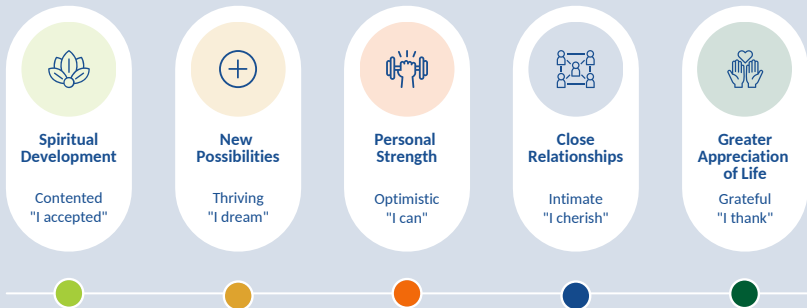 Spiritual
Development
Contented
"I accepted"
New
Possibilities
Thriving
"I dream"
Personal
Strength
Optimistic
"I can"
Close
Relationships
Intimate
"I cherish"
Greater
Appreciation
of Life
Grateful
"I thank"